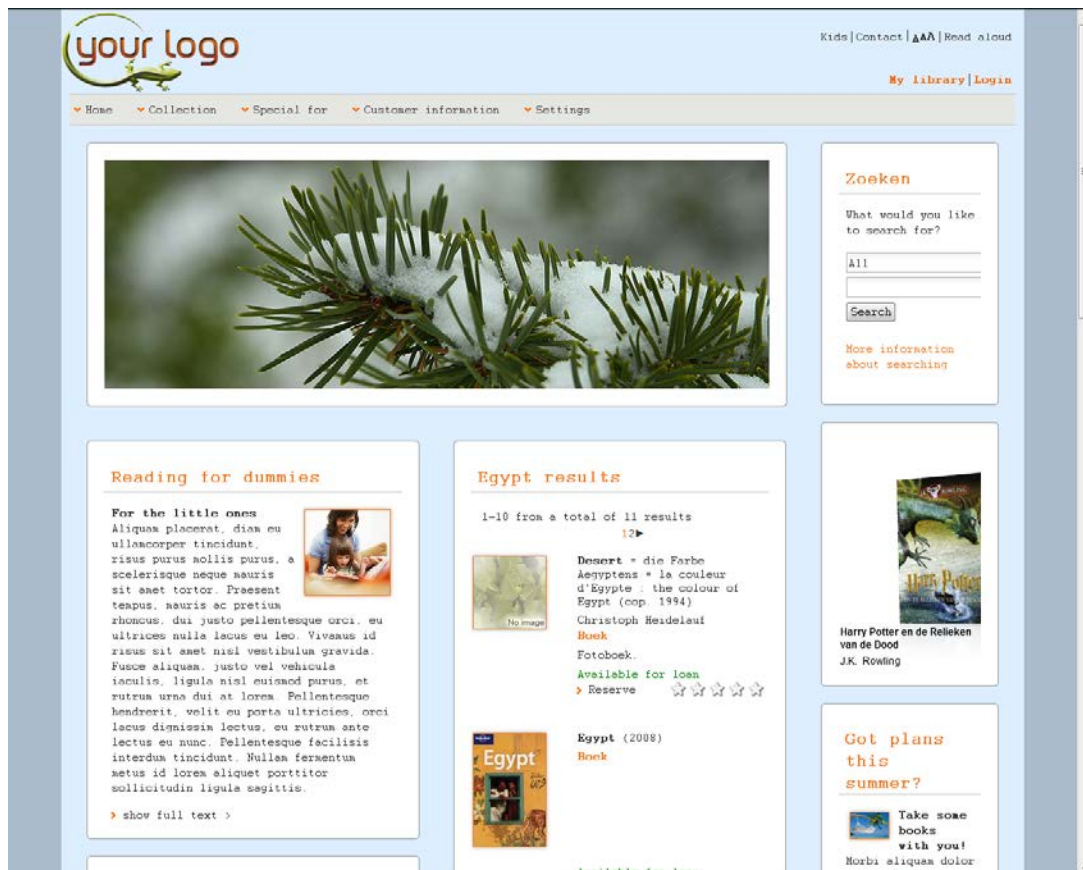 your logo
Kids|Contact|AAA|Read aloud
My library|Login
Home Collection Special for Customer information Settings
Zoeken
What would you like
to search for?
All
Search
More information
about searching
Reading for dummies
For the little ones
Aliquam placerat, diam eu
ullamcorper tincidunt,
risus purus mollis purus, a
scelerisque neque mauris
sit amet tortor. Praesent
tempus, mauris ac pretium
rhoncus, dui justo pellentesque orci, eu
ultrices nulla lacus eu leo. Vivamus id
risus sit amet nisl vestibulum gravida.
Fusce aliquam, justo vel vehicula
iaculis, ligula nisl euismod purus, et
rutrum urna dui at lorem. Pellentesque
hendrerit, velit eu porta ultricies, orci
lacus dignissim lectus, eu rutrum ante
lectus eu nunc. Pellentesque facilisis
interdum tincidunt. Nullam fermentum
metus id lorem aliquet porttitor
sollicitudin ligula sagittis.
show full text >
Egypt results
1-10 from a total of 11 results
12
No image
Desert = die Farbe
Aegyptens = la couleur
d'Egypte : the colour of
Egypt (cop. 1994)
Christoph Heidelauf
Boek
Fotoboek.
Available for loan
Reserve
Egypt
Egypt (2008)
Boek
Harry Potter
Harry Potter en de Relieken
van de Dood
J.K. Rowling
Got plans
this
summer?
Take some
books
with you!
Morbi aliquam dolor